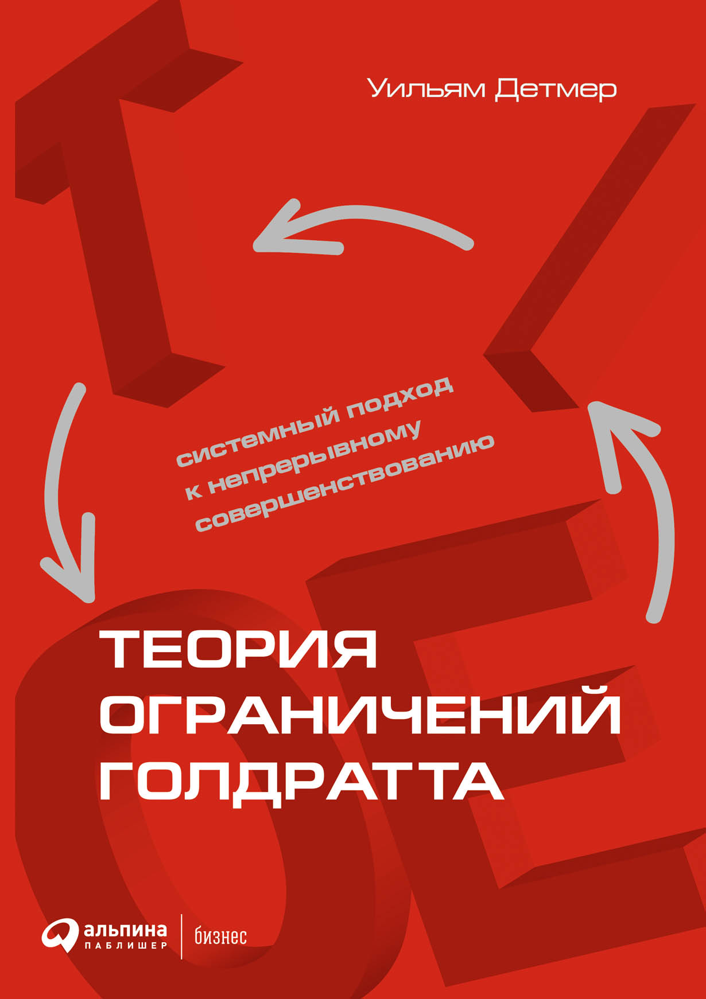 Уильям Детмер
системный подход
к непрерывному
совершенствованию
ТЕОРИЯ
ОГРАНИЧЕНИЙ
ГОЛДРАТТА
альпина
ПАБЛИШЕР
бизнес